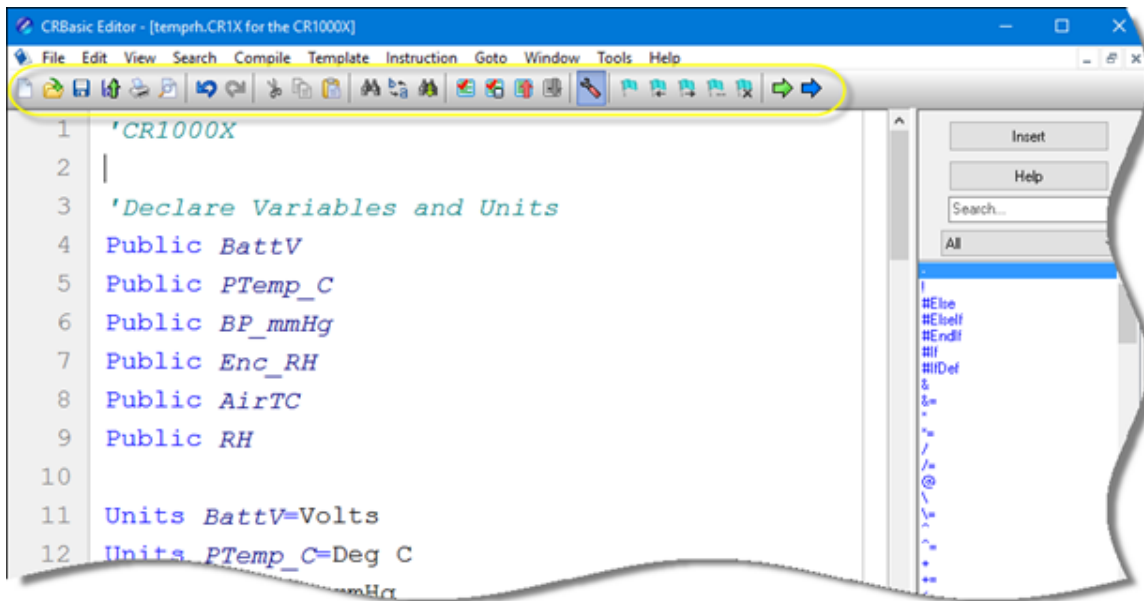 CRBasic Editor - [temprh.CR1X for the CR1000X]
File Edit View Search Compile Template Instruction Goto Window Tools Help
1 'CR1000X
2
3 'Declare Variables and Units
4 Public BattV
5 Public PTemp_C
6 Public BP_mmHg
7 Public Enc_RH
8 Public AirTC
9 Public RH
10
11 Units BattV=Volts
12 Units PTemp_C=Deg C
mmHg
Insert
Help
Search...
All
-
!
#Else
#ElseIf
#EndIf
#If
#IfDef
&
&=
*=
/
/=
@
\
\=
^
^=
+
+=